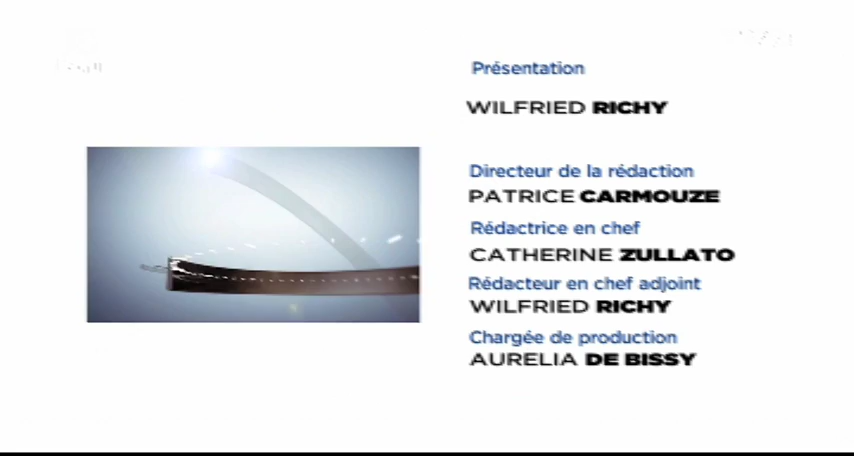 Présentation
WILFRIED RICHY
Directeur de la rédaction
PATRICE CARMOUZE
Rédactrice en chef
CATHERINE ZULLATO
Rédacteur en chef adjoint
WILFRIED RICHY
Chargée de production
AURELIA DE BISSY